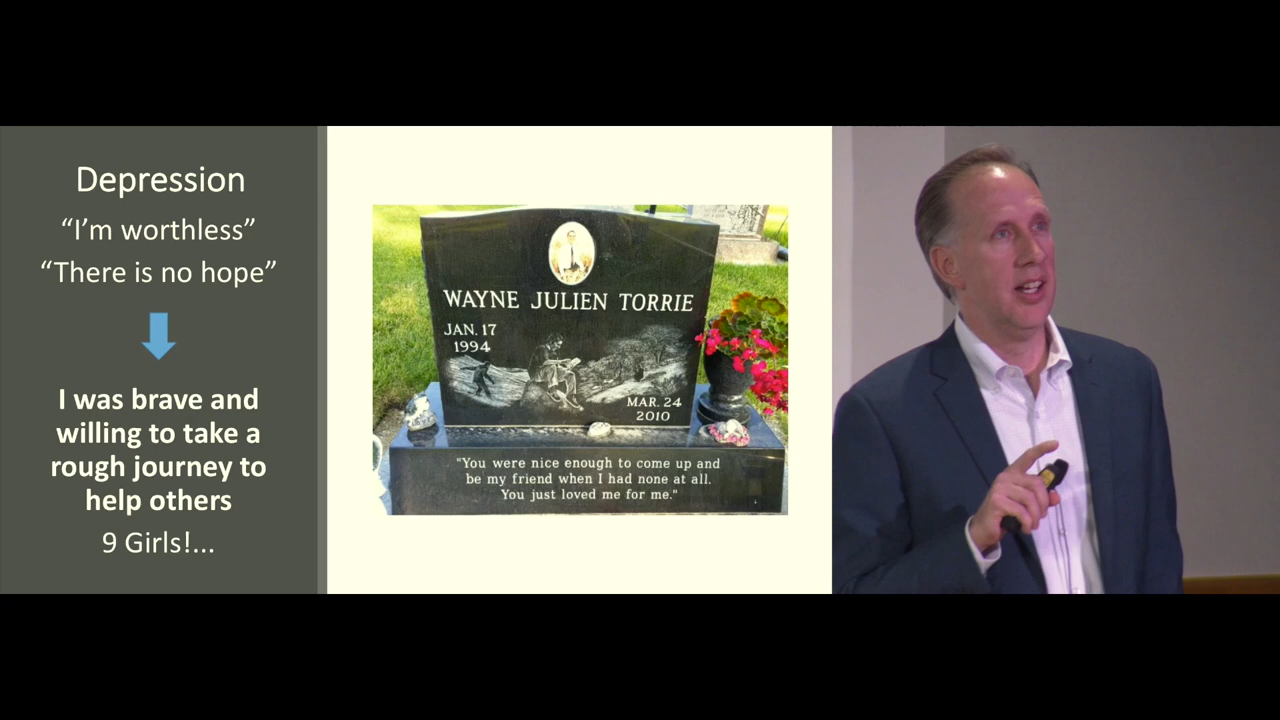 Depression
“I’m worthless”
“There is no hope”
I was brave and
willing to take a
rough journey to
help others
9 Girls!...
WAYNE JULIEN TORRIE
JAN. 17
1994
MAR. 24
2010
"You were nice enough to come up and
be my friend when I had none at all.
You just loved me for me."